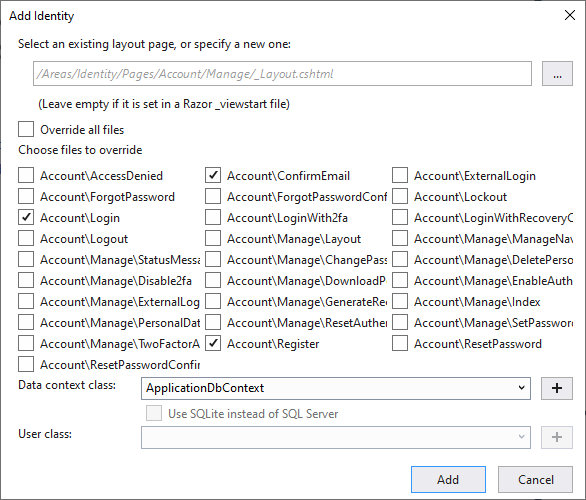 Add Identity
Select an existing layout page, or specify a new one:
/Areas/Identity/Pages/Account/Manage/_Layout.cshtml
...
(Leave empty if it is set in a Razor _viewstart file)
Override all files
Choose files to override
Account\AccessDenied
Account\ConfirmEmail
Account\ExternalLogin
Account\ForgotPassword
Account\ForgotPasswordConf
Account\Lockout
Account\Login
Account\LoginWith2fa
Account\LoginWithRecoveryC
Account\Logout
Account\Manage\Layout
Account\Manage\ManageNav
Account\Manage\StatusMessa
Account\Manage\ChangePass
Account\Manage\DeletePerso
Account\Manage\Disable2fa
Account\Manage\DownloadP
Account\Manage\EnableAuth
Account\Manage\ExternalLog
Account\Manage\GenerateRec
Account\Manage\Index
Account\Manage\PersonalDat
Account\Manage\ResetAuthen
Account\Manage\SetPassword
Account\Manage\TwoFactorA
Account\Register
Account\ResetPassword
Account\ResetPasswordConfir
Data context class:
ApplicationDbContext
Use SQLite instead of SQL Server
User class:
Add
Cancel